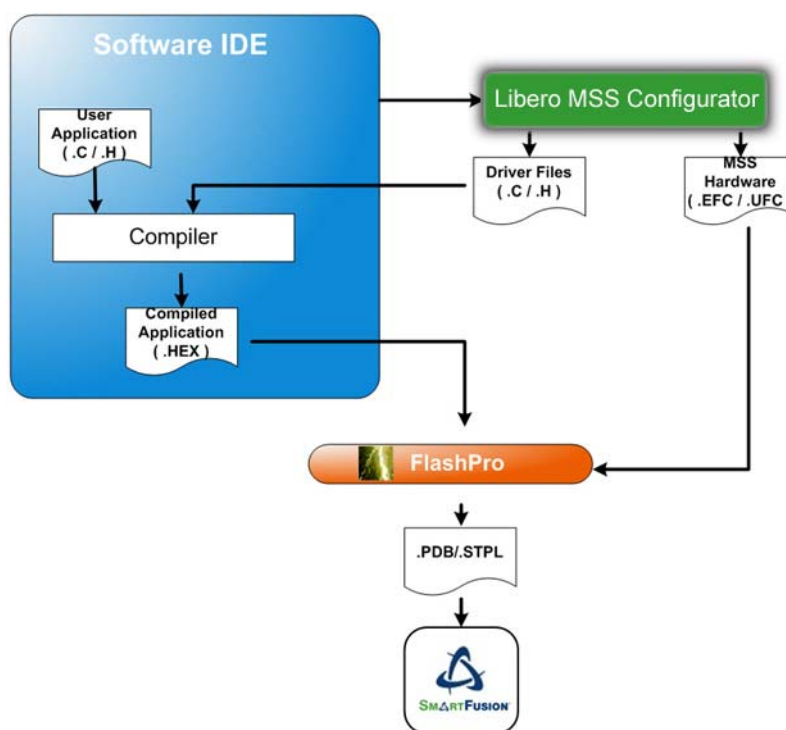 Software IDE
Libero MSS Configurator
User
Application
( .C / .H )
Driver Files
( .C / .H )
MSS
Hardware
( .EFC / .UFC
Compiler
Compiled
Application
( .HEX )
FlashPro
.PDB/.STPL
SMARTFUSION